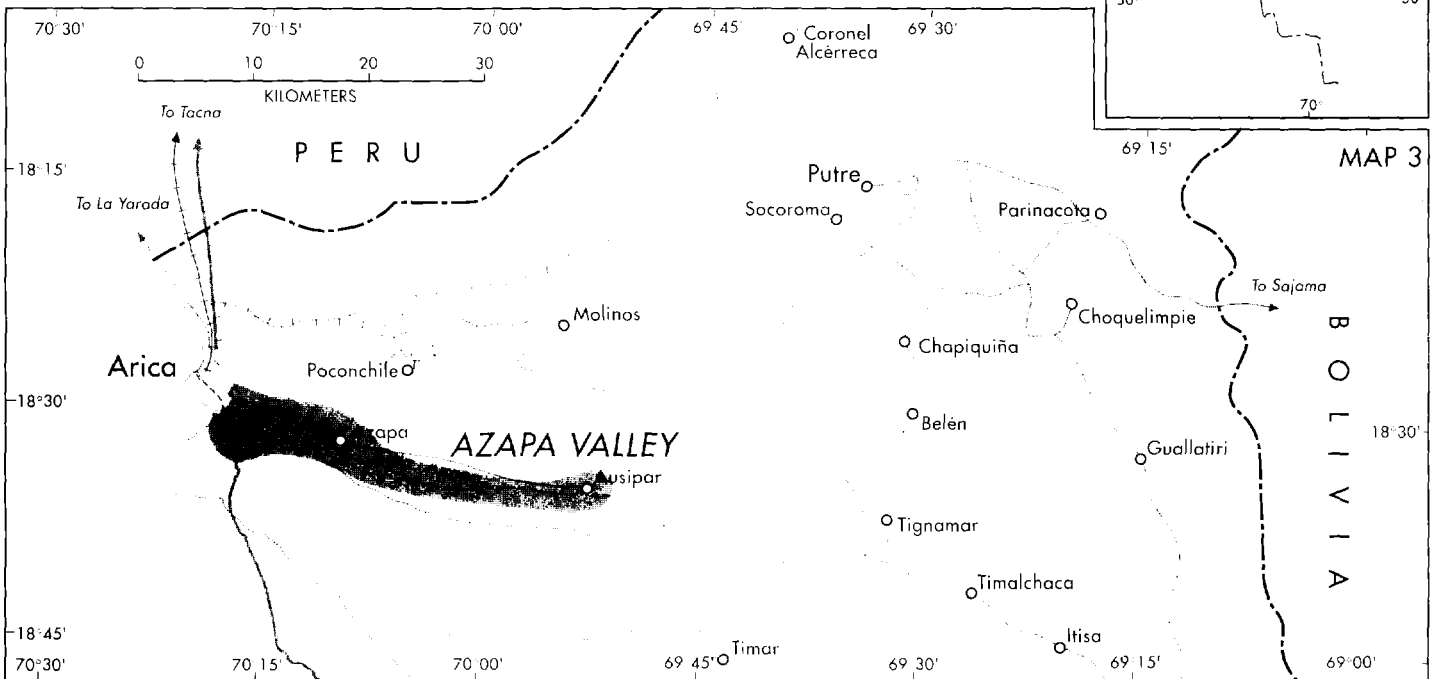 70°30'
70°15'
70°00'
69°45'
69°30'
70°
Coronel
Alcérreca
0 10 20 30
KILOMETERS
To Tacna
PERU
69°15'
MAP 3
18°15'
Putre
To La Yarada
Socoroma
Parinacota
To Sajama
Molinos
Choquelimpie
Chapiquiña
Arica
Poconchile
BOLIVIA
18°30'
Belén
18°30'
AZAPA VALLEY
Guallatiri
Tignamar
Timalchaca
18°45'
Itisa
Timar
70°30'
70°15'
70°00'
69°45'
69°30'
69°15'
69°00'